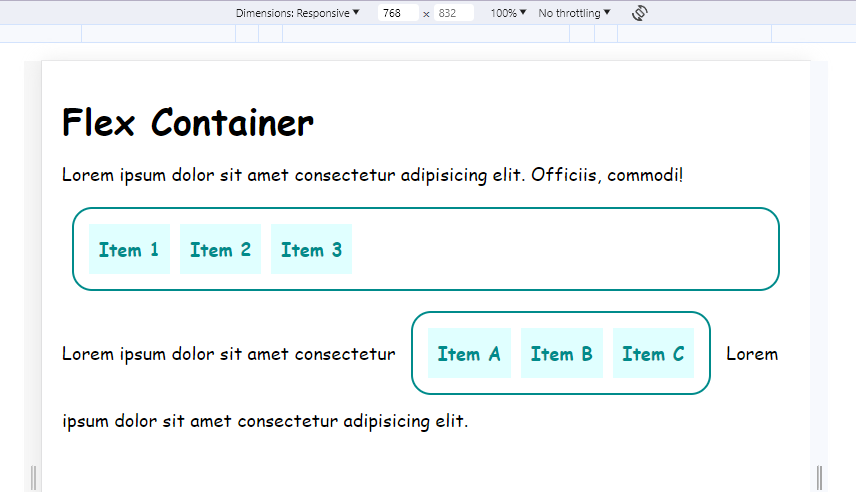 Dimensions: Responsive ▼ 768 × 832 100% ▼ No throttling ▼
Flex Container
Lorem ipsum dolor sit amet consectetur adipisicing elit. Officiis, commodi!
Item 1 Item 2 Item 3
Lorem ipsum dolor sit amet consectetur Item A Item B Item C Lorem
ipsum dolor sit amet consectetur adipisicing elit.